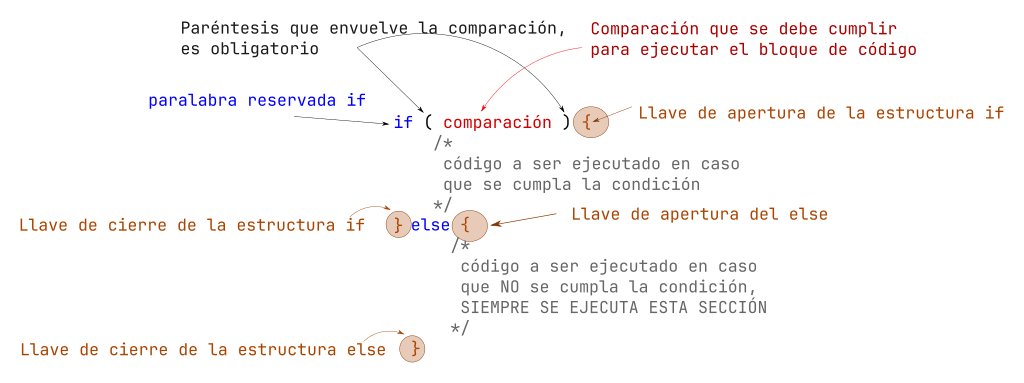 Paréntesis que envuelve la comparación,
es obligatorio
Comparación que se debe cumplir
para ejecutar el bloque de código
paralabra reservada if
if ( comparación ) {
Llave de apertura de la estructura if
/*
código a ser ejecutado en caso
que se cumpla la condición
*/
Llave de cierre de la estructura if
} else {
Llave de apertura del else
/*
código a ser ejecutado en caso
que NO se cumpla la condición,
SIEMPRE SE EJECUTA ESTA SECCIÓN
*/
Llave de cierre de la estructura else
}